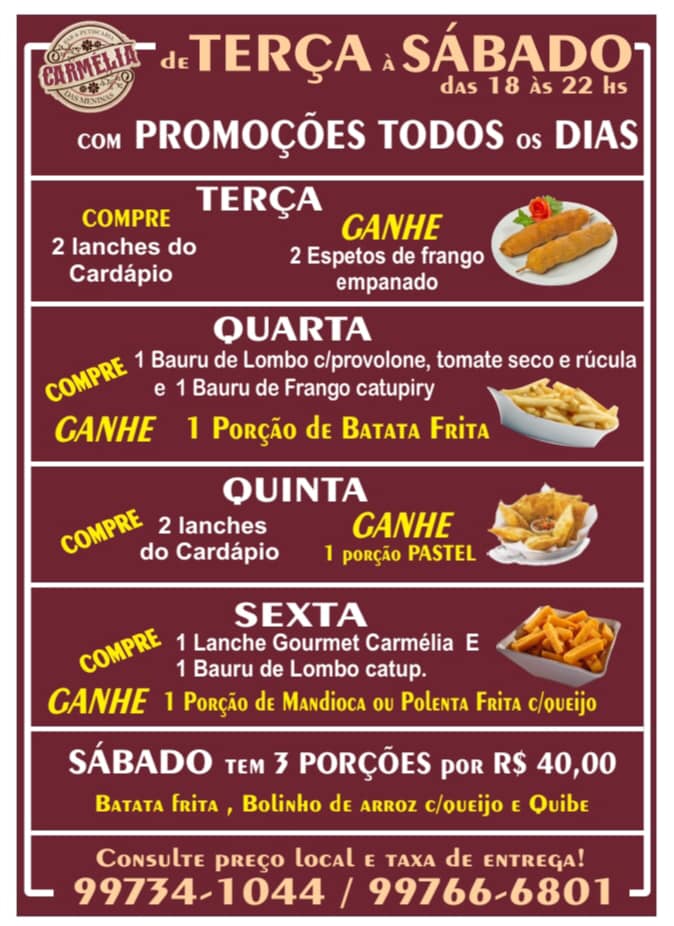 BAR & PETISCARIA
CARMÉLIA
DAS MENINAS
DE TERÇA À SÁBADO
DAS 18 ÀS 22 HS
COM PROMOÇÕES TODOS OS DIAS
TERÇA
COMPRE
2 lanches do
Cardápio
GANHE
2 Espetos de frango
empanado
QUARTA
COMPRE 1 Bauru de Lombo c/provolone, tomate seco e rúcula
e 1 Bauru de Frango catupiry
GANHE 1 PORÇÃO DE BATATA FRITA
QUINTA
COMPRE 2 lanches
do Cardápio
GANHE
1 PORÇÃO PASTEL
SEXTA
COMPRE 1 Lanche Gourmet Carmélia E
1 Bauru de Lombo catup.
GANHE 1 PORÇÃO DE MANDIOCA OU POLENTA FRITA C/QUEIJO
SÁBADO TEM 3 PORÇÕES POR R$ 40,00
BATATA FRITA , BOLINHO DE ARROZ C/QUEIJO E QUIBE
CONSULTE PREÇO LOCAL E TAXA DE ENTREGA!
99734-1044 / 99766-6801